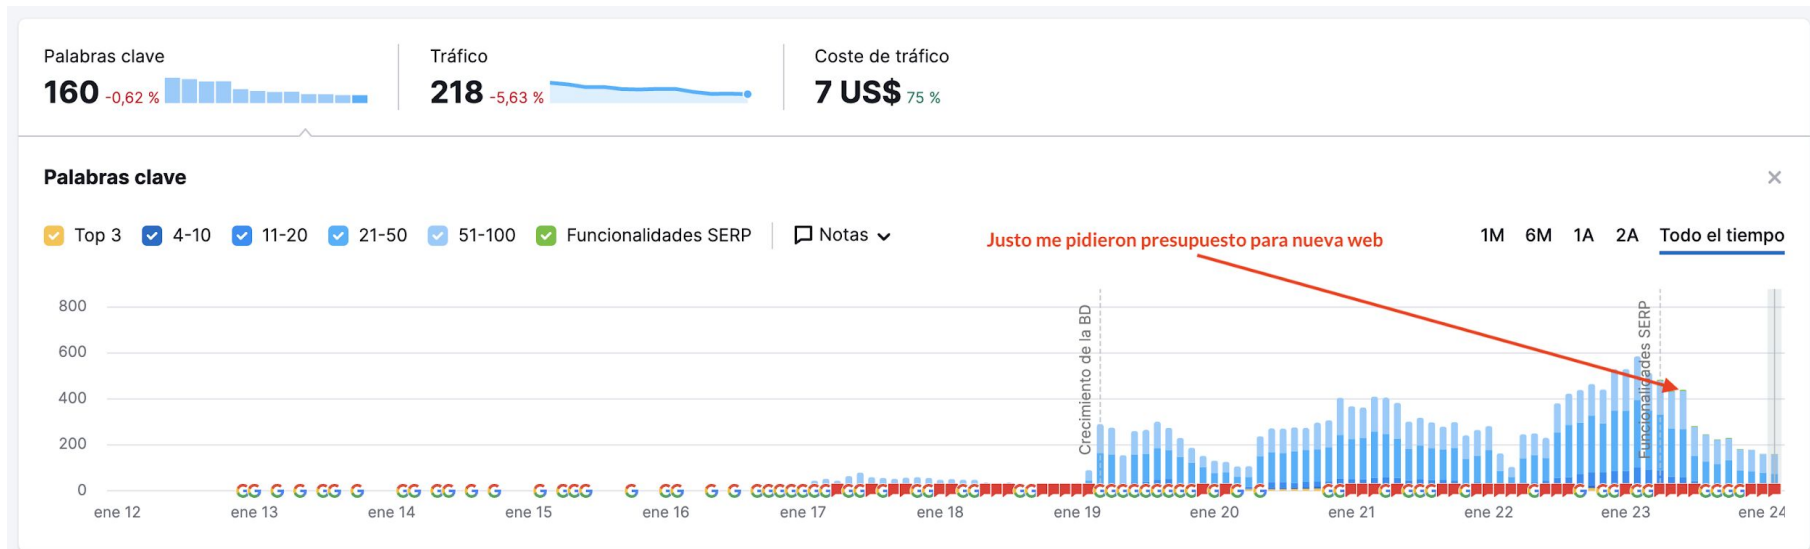 Palabras clave
160 -0,62 %
Tráfico
218 -5,63 %
Coste de tráfico
7 US$ 75 %
Palabras clave
Top 3 4-10 11-20 21-50 51-100 Funcionalidades SERP Notas
Justo me pidieron presupuesto para nueva web
1M 6M 1A 2A Todo el tiempo
800
600
400
200
0
Crecimiento de la BD
Funcionalidades SERP
ene 12 ene 13 ene 14 ene 15 ene 16 ene 17 ene 18 ene 19 ene 20 ene 21 ene 22 ene 23 ene 24